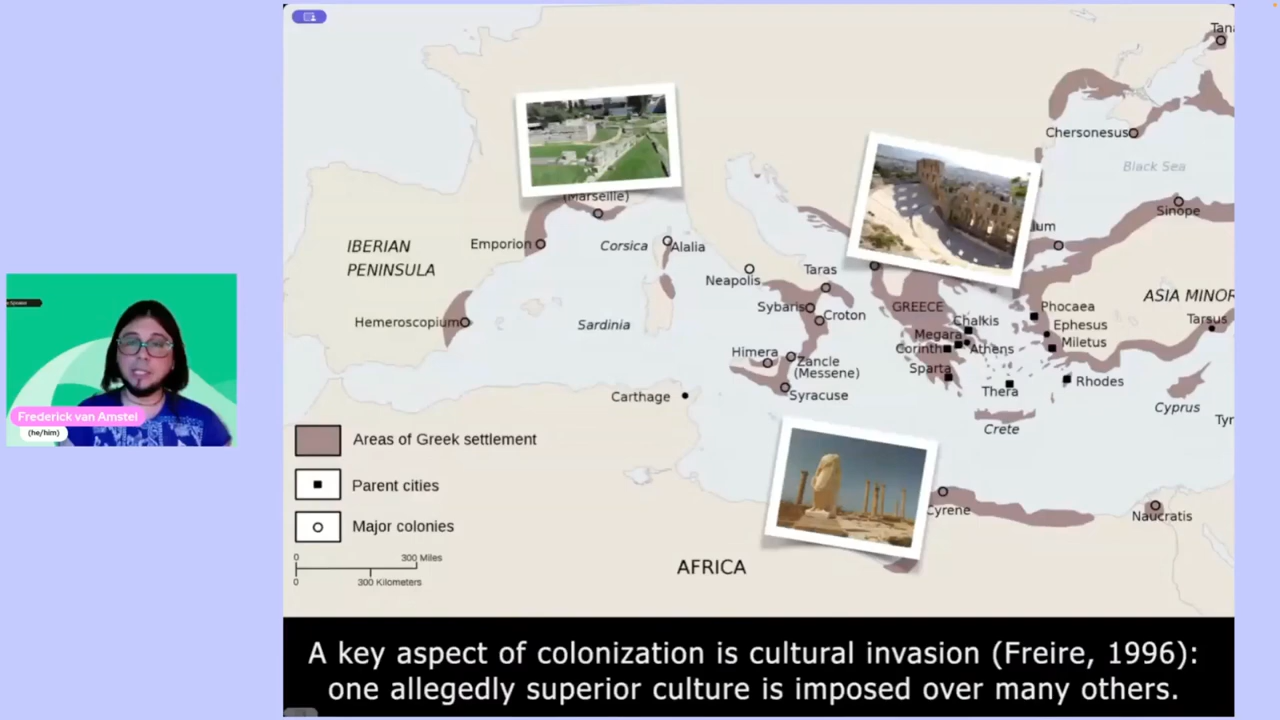 Tana
Chersonesus
Black Sea
(Marseille)
Sinope
ium
IBERIAN
PENINSULA
Emporion
Corsica
Alalia
Neapolis
Taras
ASIA MINOR
Sybaris
Croton
GREECE
Phocaea
Tarsus
Hemeroscopium
Sardinia
Chalkis
Ephesus
Megara
Miletus
Corinth
Athens
Himera
Zancle
(Messene)
Sparta
Rhodes
Carthage
Syracuse
Thera
Cyprus
Tyr
Crete
Frederick van Amstel
(he/him)
Areas of Greek settlement
Parent cities
Major colonies
Cyrene
Naucratis
0 300 Miles
0 300 Kilometers
AFRICA
A key aspect of colonization is cultural invasion (Freire, 1996):
one allegedly superior culture is imposed over many others.